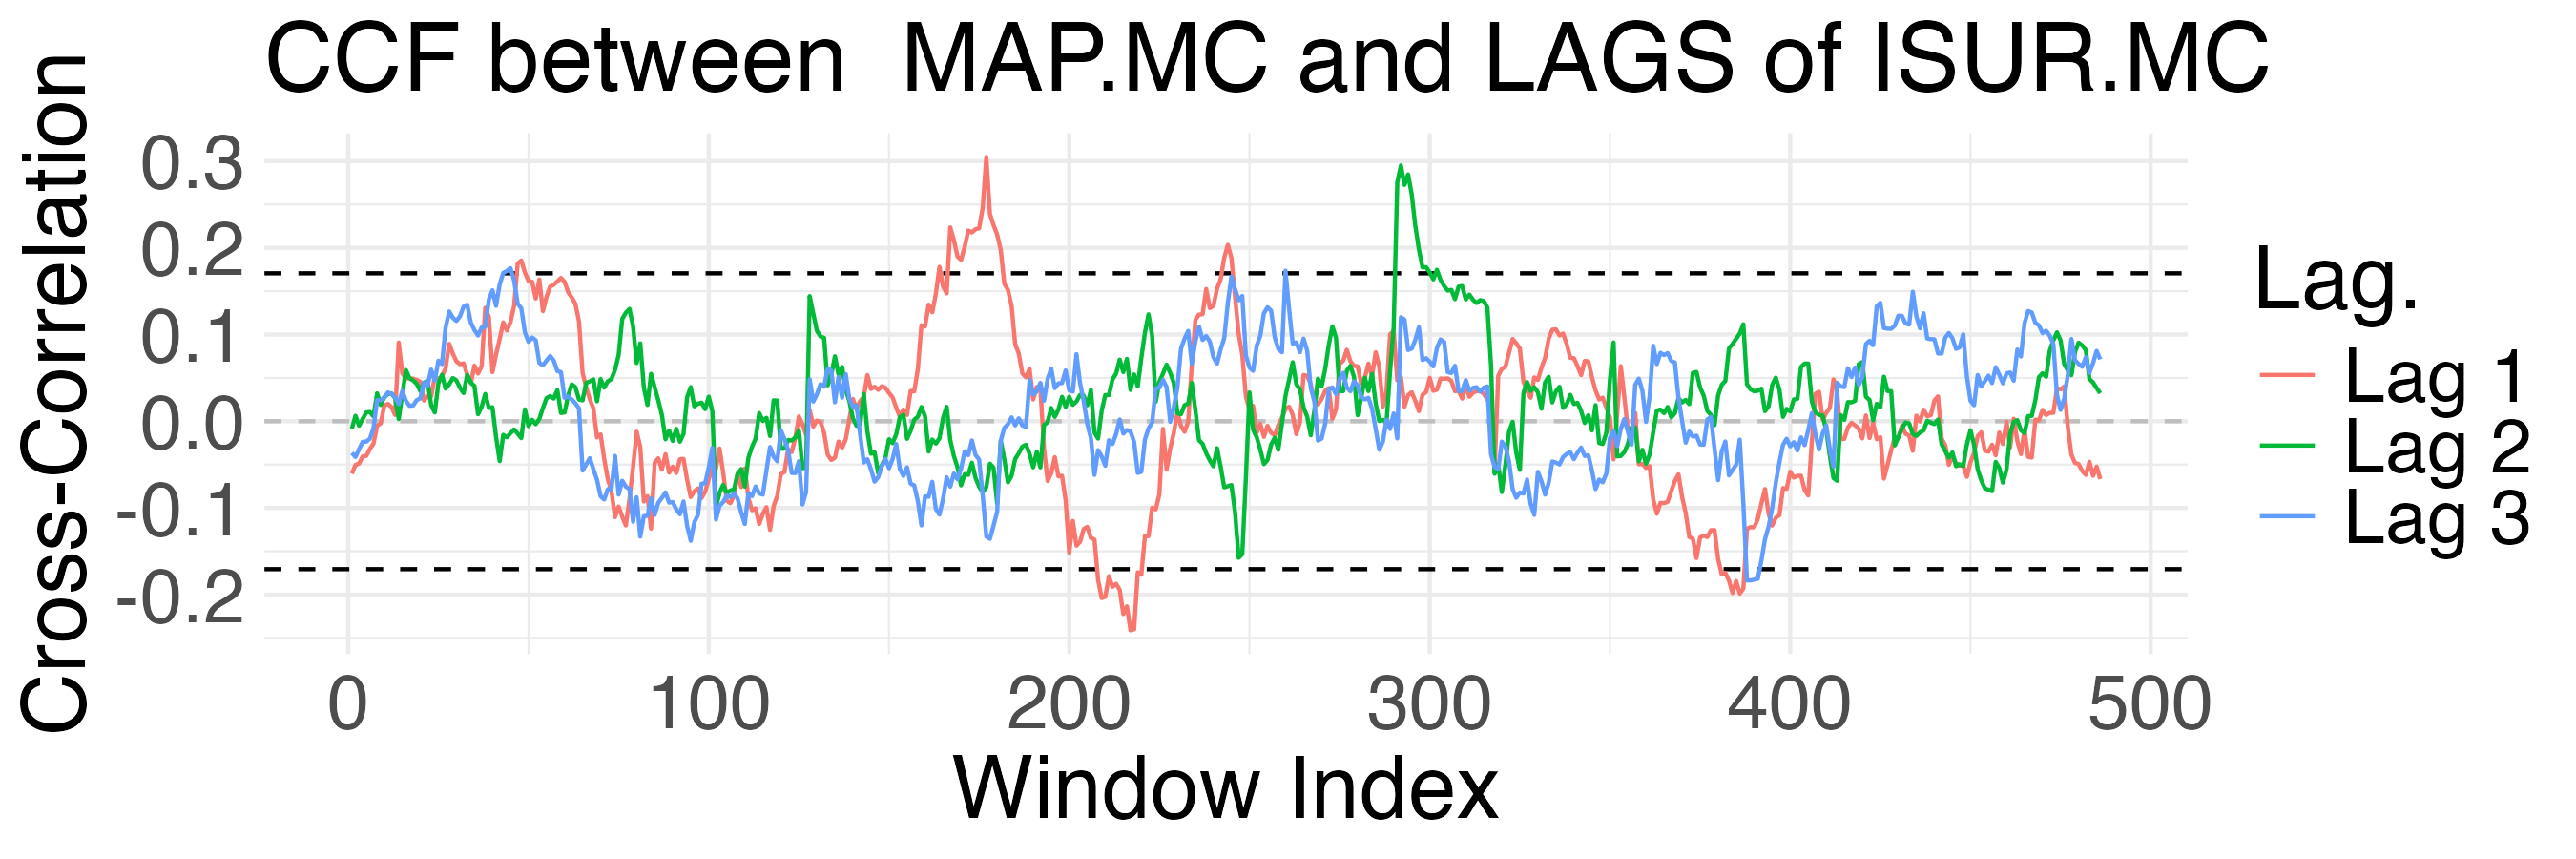 CCF between  MAP.MC and LAGS of ISUR.MC
Cross-Correlation
0.3
0.2
0.1
0.0
-0.1
-0.2
0 100 200 300 400 500
Window Index
Lag.
Lag 1
Lag 2
Lag 3